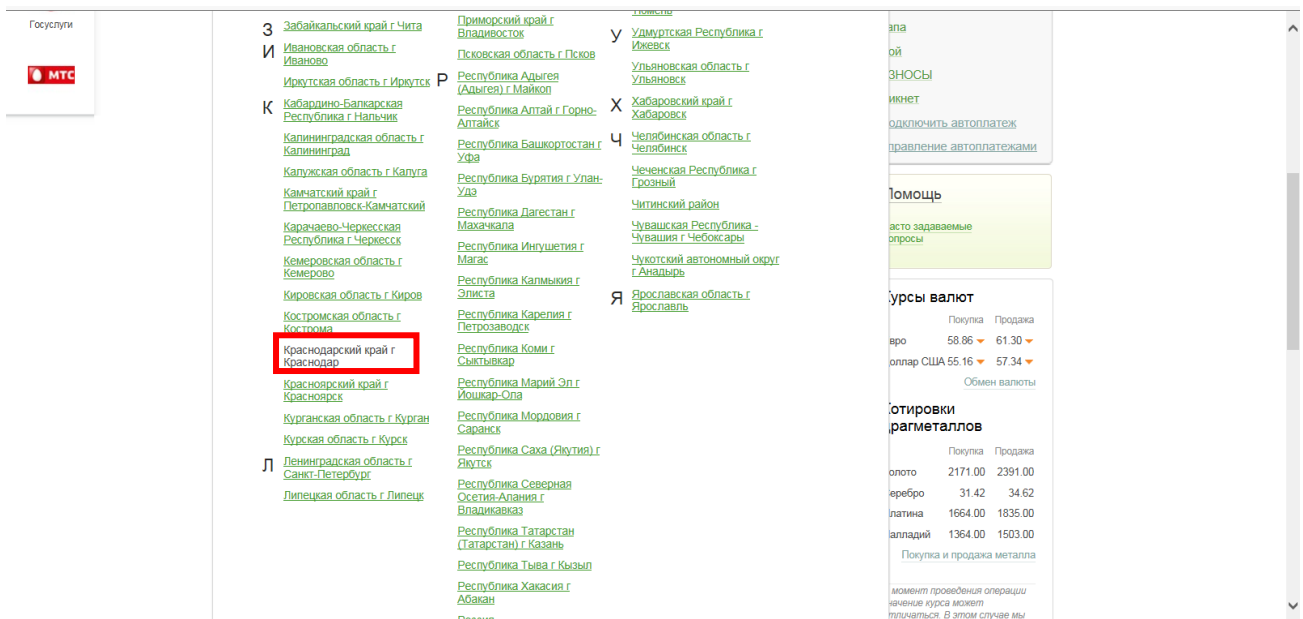 Госуслуги
МТС
З
Забайкальский край г Чита
И
Ивановская область г
Иваново
Иркутская область г Иркутск
К
Кабардино-Балкарская
Республика г Нальчик
Калининградская область г
Калининград
Калужская область г Калуга
Камчатский край г
Петропавловск-Камчатский
Карачаево-Черкесская
Республика г Черкесск
Кемеровская область г
Кемерово
Кировская область г Киров
Костромская область г
Кострома
Краснодарский край г
Краснодар
Красноярский край г
Красноярск
Курганская область г Курган
Курская область г Курск
Л
Ленинградская область г
Санкт-Петербург
Липецкая область г Липецк
Приморский край г
Владивосток
Псковская область г Псков
Р
Республика Адыгея
(Адыгея) г Майкоп
Республика Алтай г Горно-
Алтайск
Республика Башкортостан г
Уфа
Республика Бурятия г Улан-
Удэ
Республика Дагестан г
Махачкала
Республика Ингушетия г
Магас
Республика Калмыкия г
Элиста
Республика Карелия г
Петрозаводск
Республика Коми г
Сыктывкар
Республика Марий Эл г
Йошкар-Ола
Республика Мордовия г
Саранск
Республика Саха (Якутия) г
Якутск
Республика Северная
Осетия-Алания г
Владикавказ
Республика Татарстан
(Татарстан) г Казань
Республика Тыва г Кызыл
Республика Хакасия г
Абакан
Тюмень
У
Удмуртская Республика г
Ижевск
Ульяновская область г
Ульяновск
Х
Хабаровский край г
Хабаровск
Ч
Челябинская область г
Челябинск
Чеченская Республика г
Грозный
Читинский район
Чувашская Республика -
Чувашия г Чебоксары
Чукотский автономный округ
г Анадырь
Я
Ярославская область г
Ярославль
апа
ой
ЗНОСЫ
икнет
одключить автоплатеж
правление автоплатежами
Помощь
асто задаваемые
опросы
урсы валют
Покупка Продажа
вро 58.86 61.30
оллар США 55.16 57.34
Обмен валюты
отировки
рагметаллов
Покупка Продажа
олото 2171.00 2391.00
еребро 31.42 34.62
латина 1664.00 1835.00
алладий 1364.00 1503.00
Покупка и продажа металла
момент проведения операции
начение курса может
тличаться. В этом случае мы